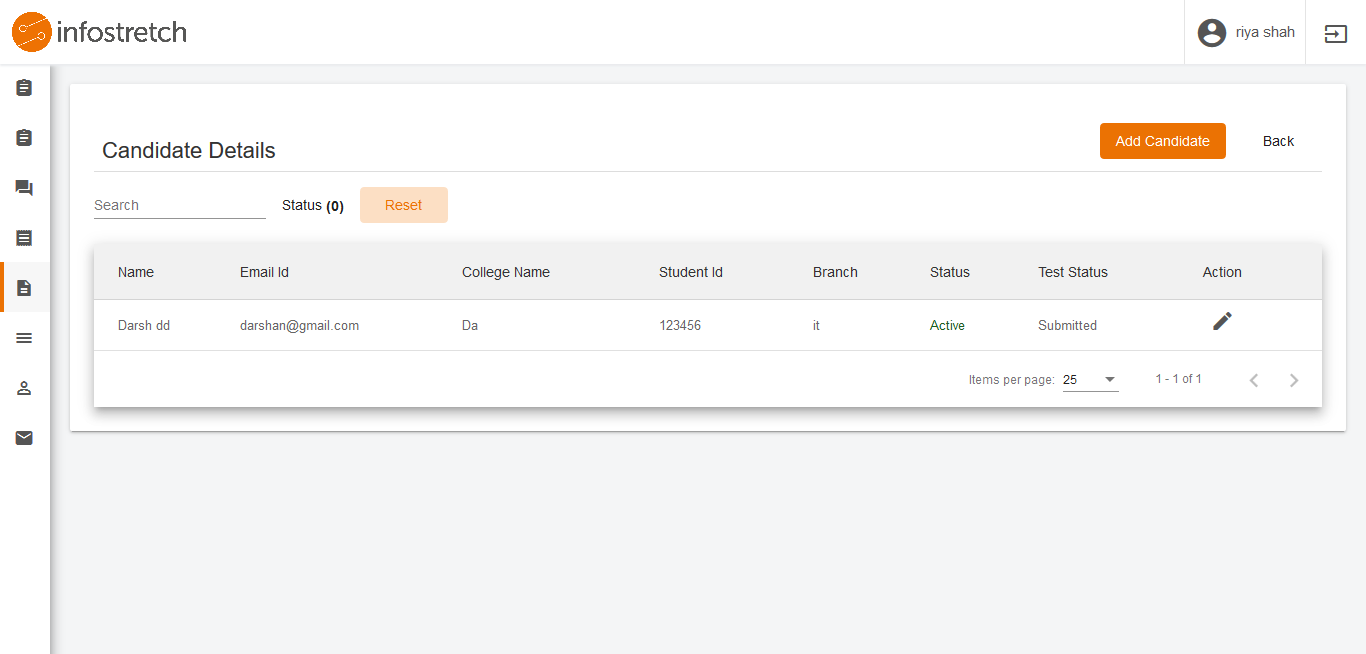 infostretch
riya shah
Candidate Details
Add Candidate
Back
Search
Status (0)
Reset
Name Email Id College Name Student Id Branch Status Test Status Action
Darsh dd darshan@gmail.com Da 123456 it Active Submitted
Items per page: 25 1 - 1 of 1